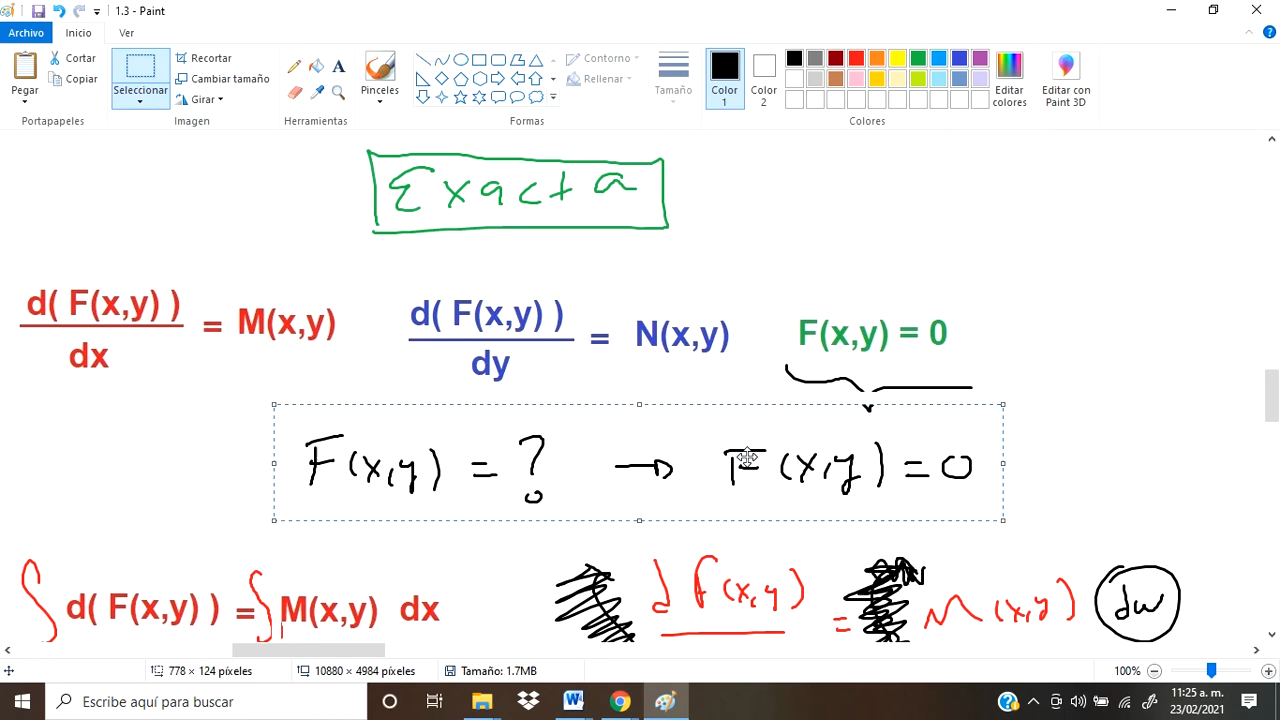 1.3 - Paint
Archivo Inicio Ver
Pegar Cortar Copiar Seleccionar Recortar Cambiar tamaño Girar Pinceles Contorno Rellenar Tamaño Color 1 Color 2 Editar colores Editar con Paint 3D
Portapapeles Imagen Herramientas Formas Colores
Exacta
d( F(x,y) ) / dx = M(x,y) d( F(x,y) ) / dy = N(x,y) F(x,y) = 0
F(x,y) = ? → F(x,y) = 0
∫ d( F(x,y) ) = ∫ M(x,y) dx d F(x,y) = M(x,y)
778 × 124 píxeles 10880 × 4984 píxeles Tamaño: 1.7MB 100%
Escribe aquí para buscar 11:25 a. m.
23/02/2021